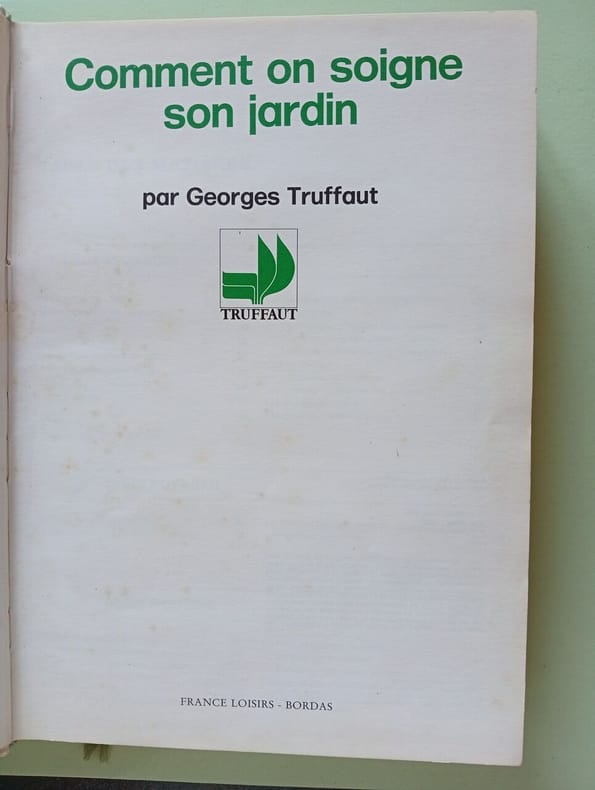 Comment on soigne
son jardin
par Georges Truffaut
TRUFFAUT
FRANCE LOISIRS - BORDAS